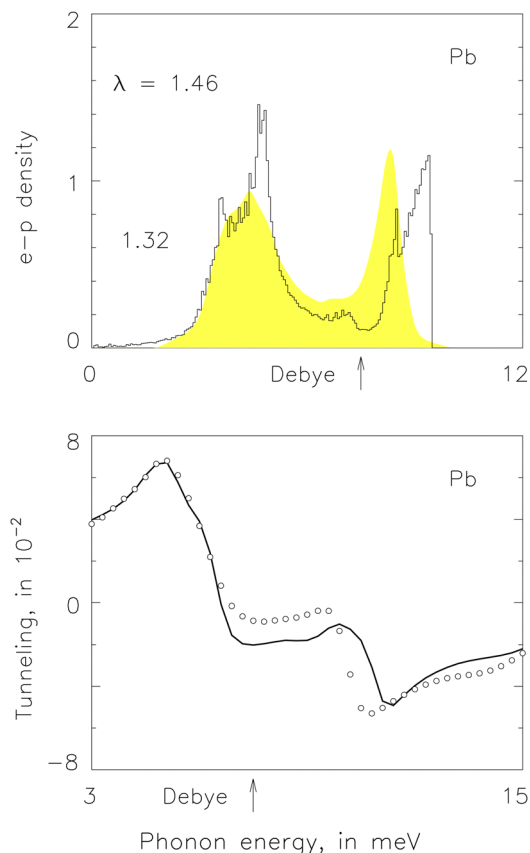 2
Pb
λ = 1.46
e-p density
1
1.32
0
0 Debye 12
8
Pb
Tunneling, in 10⁻²
0
-8
3 Debye 15
Phonon energy, in meV